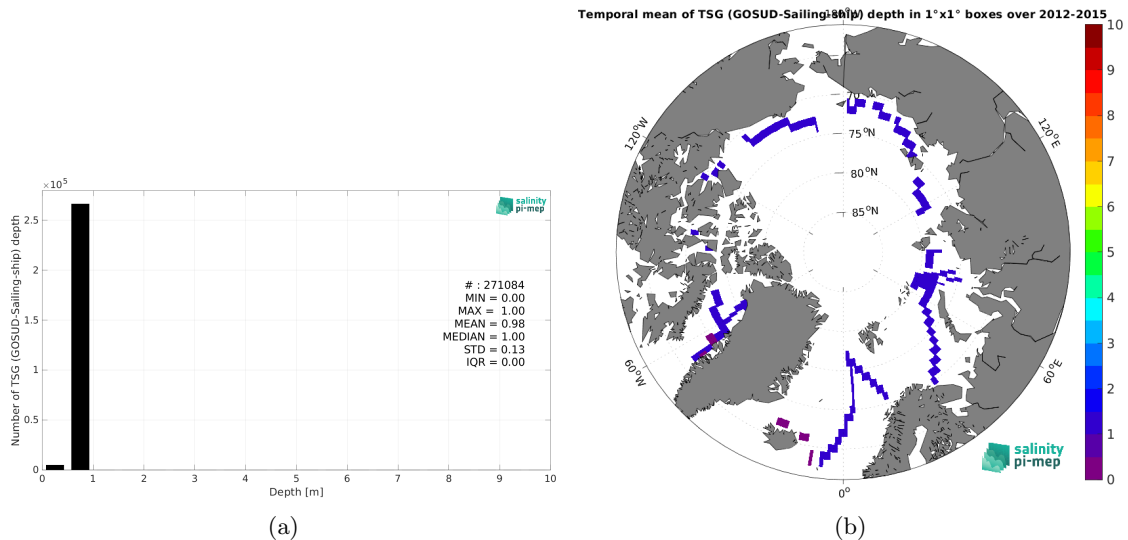 Temporal mean of TSG (GOSUD-Sailing-ship) depth in 1°x1° boxes over 2012-2015
×10^5
2.5
2
1.5
1
0.5
0
Number of TSG (GOSUD-Sailing-ship) depth
0 1 2 3 4 5 6 7 8 9 10
Depth [m]
salinity
pi-mep
# : 271084
MIN = 0.00
MAX = 1.00
MEAN = 0.98
MEDIAN = 1.00
STD = 0.13
IQR = 0.00
(a)
120°W
120°E
75°N
80°N
85°N
60°W
60°E
0°
salinity
pi-mep
10
9
8
7
6
5
4
3
2
1
0
(b)